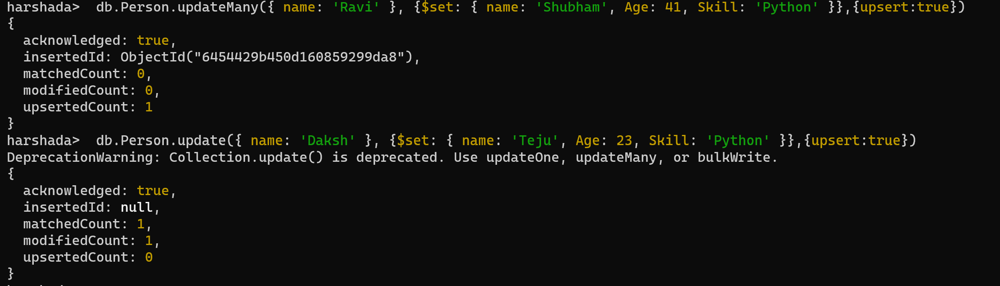 harshada>  db.Person.updateMany({ name: 'Ravi' }, {$set: { name: 'Shubham', Age: 41, Skill: 'Python' }},{upsert:true})
{
  acknowledged: true,
  insertedId: ObjectId("6454429b450d160859299da8"),
  matchedCount: 0,
  modifiedCount: 0,
  upsertedCount: 1
}
harshada>  db.Person.update({ name: 'Daksh' }, {$set: { name: 'Teju', Age: 23, Skill: 'Python' }},{upsert:true})
DeprecationWarning: Collection.update() is deprecated. Use updateOne, updateMany, or bulkWrite.
{
  acknowledged: true,
  insertedId: null,
  matchedCount: 1,
  modifiedCount: 1,
  upsertedCount: 0
}